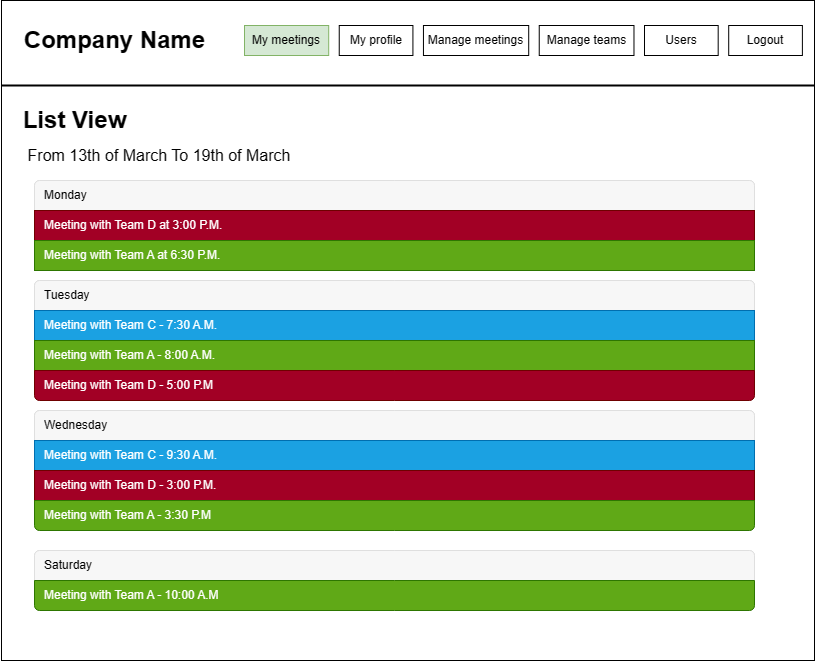 Company Name
My meetings
My profile
Manage meetings
Manage teams
Users
Logout
List View
From 13th of March To 19th of March
Monday
Meeting with Team D at 3:00 P.M.
Meeting with Team A at 6:30 P.M.
Tuesday
Meeting with Team C - 7:30 A.M.
Meeting with Team A - 8:00 A.M.
Meeting with Team D - 5:00 P.M
Wednesday
Meeting with Team C - 9:30 A.M.
Meeting with Team D - 3:00 P.M.
Meeting with Team A - 3:30 P.M
Saturday
Meeting with Team A - 10:00 A.M